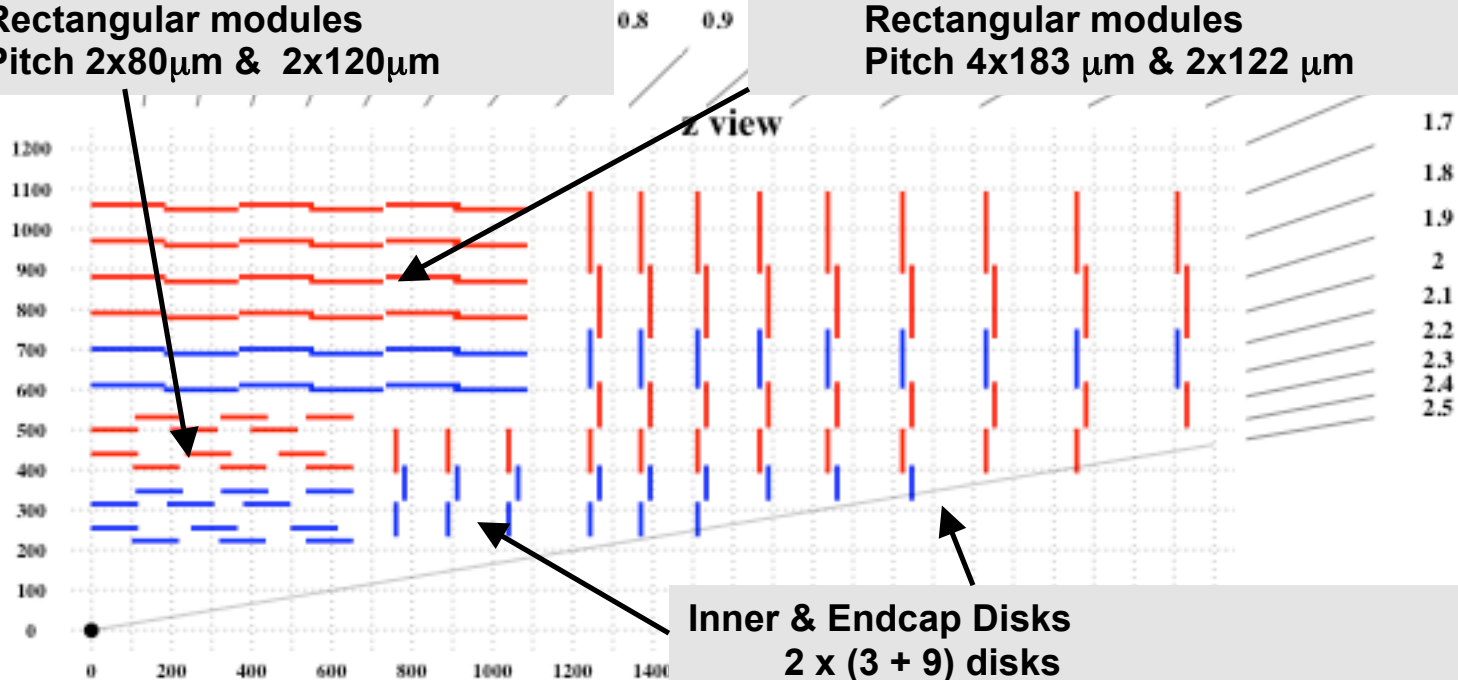 Rectangular modules
Pitch 2x80μm & 2x120μm
0.8 0.9
Rectangular modules
Pitch 4x183 μm & 2x122 μm
z view
1.7
1.8
1.9
2
2.1
2.2
2.3
2.4
2.5
1200
1100
1000
900
800
700
600
500
400
300
200
100
0
0 200 400 600 800 1000 1200 1400
Inner & Endcap Disks
2 x (3 + 9) disks